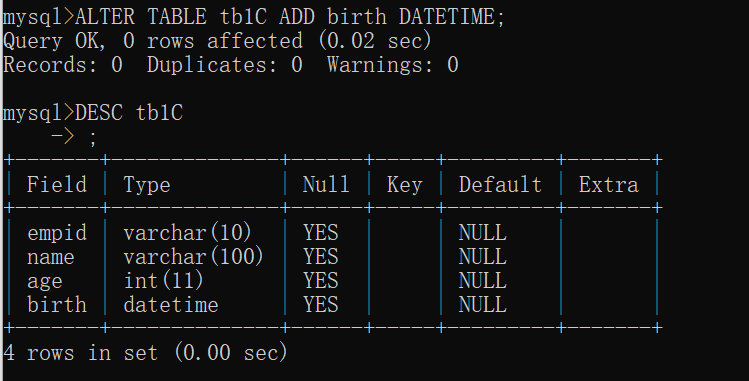 mysql>ALTER TABLE tb1C ADD birth DATETIME;
Query OK, 0 rows affected (0.02 sec)
Records: 0  Duplicates: 0  Warnings: 0
mysql>DESC tb1C
    -> ;
+-------+--------------+------+-----+---------+-------+
| Field | Type         | Null | Key | Default | Extra |
+-------+--------------+------+-----+---------+-------+
| empid | varchar(10)  | YES  |     | NULL    |       |
| name  | varchar(100) | YES  |     | NULL    |       |
| age   | int(11)      | YES  |     | NULL    |       |
| birth | datetime     | YES  |     | NULL    |       |
+-------+--------------+------+-----+---------+-------+
4 rows in set (0.00 sec)